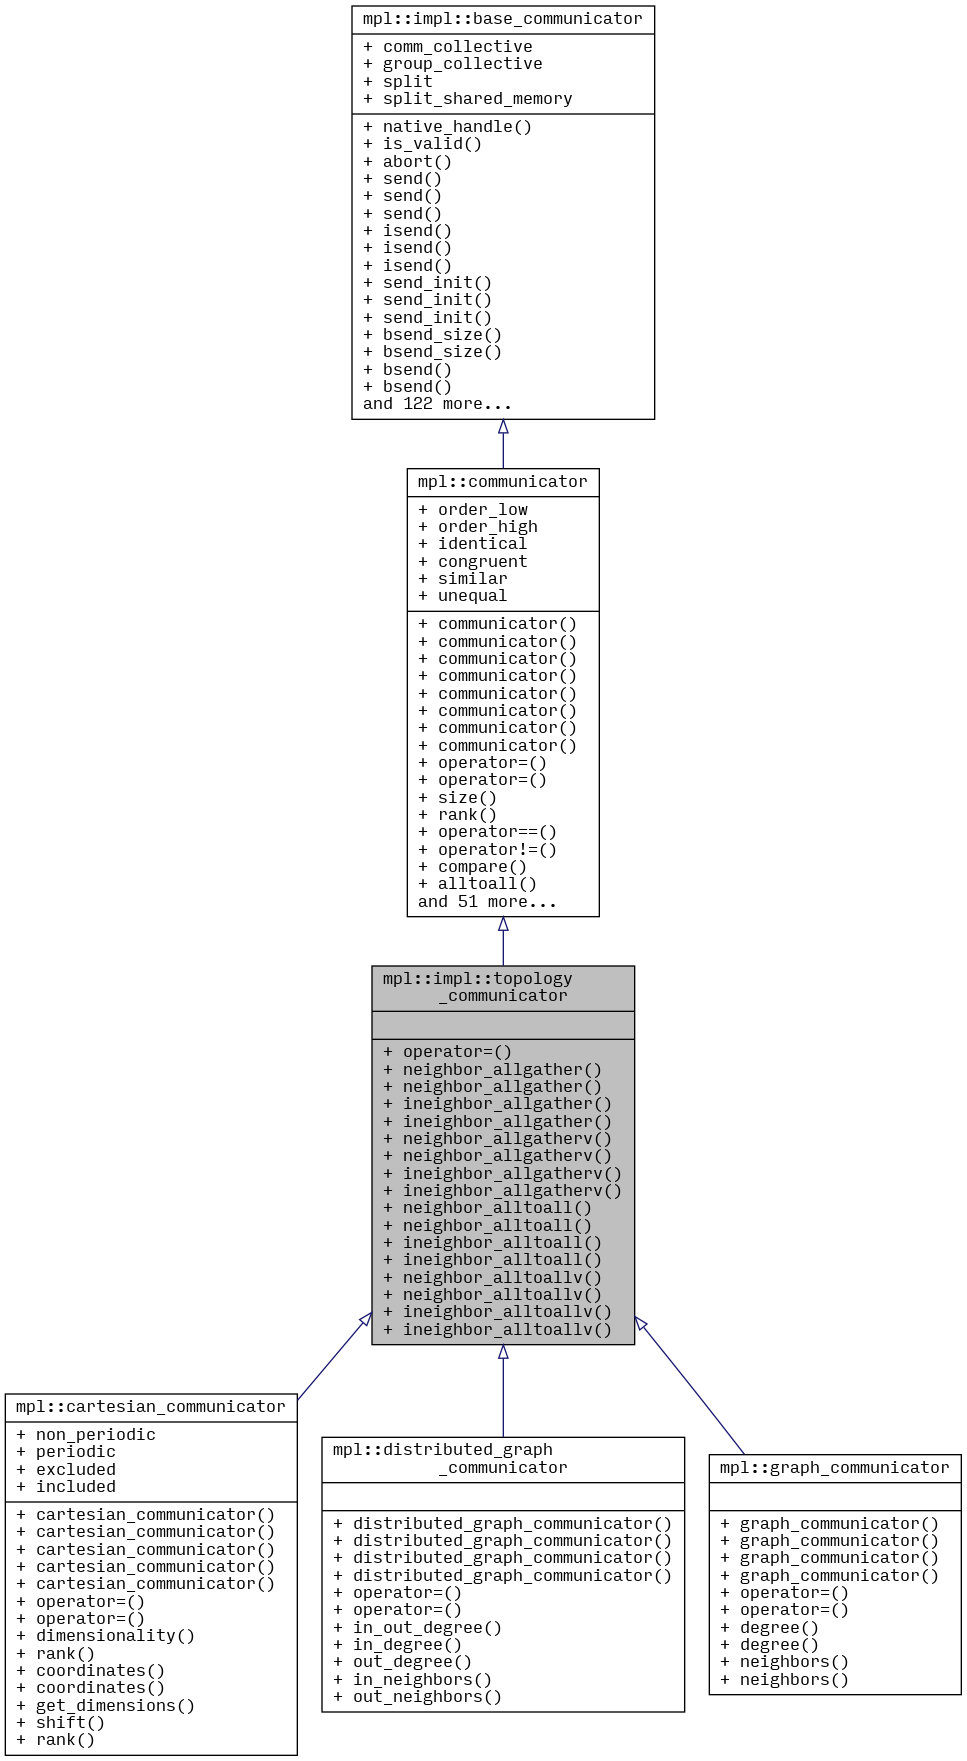 mpl::impl::base_communicator
+ comm_collective
+ group_collective
+ split
+ split_shared_memory
+ native_handle()
+ is_valid()
+ abort()
+ send()
+ send()
+ send()
+ isend()
+ isend()
+ isend()
+ send_init()
+ send_init()
+ send_init()
+ bsend_size()
+ bsend_size()
+ bsend()
+ bsend()
and 122 more...
mpl::communicator
+ order_low
+ order_high
+ identical
+ congruent
+ similar
+ unequal
+ communicator()
+ communicator()
+ communicator()
+ communicator()
+ communicator()
+ communicator()
+ communicator()
+ communicator()
+ operator=()
+ operator=()
+ size()
+ rank()
+ operator==()
+ operator!=()
+ compare()
+ alltoall()
and 51 more...
mpl::impl::topology
_communicator
+ operator=()
+ neighbor_allgather()
+ neighbor_allgather()
+ ineighbor_allgather()
+ ineighbor_allgather()
+ neighbor_allgatherv()
+ neighbor_allgatherv()
+ ineighbor_allgatherv()
+ ineighbor_allgatherv()
+ neighbor_alltoall()
+ neighbor_alltoall()
+ ineighbor_alltoall()
+ ineighbor_alltoall()
+ neighbor_alltoallv()
+ neighbor_alltoallv()
+ ineighbor_alltoallv()
+ ineighbor_alltoallv()
mpl::cartesian_communicator
+ non_periodic
+ periodic
+ excluded
+ included
+ cartesian_communicator()
+ cartesian_communicator()
+ cartesian_communicator()
+ cartesian_communicator()
+ cartesian_communicator()
+ operator=()
+ operator=()
+ dimensionality()
+ rank()
+ coordinates()
+ coordinates()
+ get_dimensions()
+ shift()
+ rank()
mpl::distributed_graph
_communicator
+ distributed_graph_communicator()
+ distributed_graph_communicator()
+ distributed_graph_communicator()
+ distributed_graph_communicator()
+ operator=()
+ operator=()
+ in_out_degree()
+ in_degree()
+ out_degree()
+ in_neighbors()
+ out_neighbors()
mpl::graph_communicator
+ graph_communicator()
+ graph_communicator()
+ graph_communicator()
+ graph_communicator()
+ operator=()
+ operator=()
+ degree()
+ degree()
+ neighbors()
+ neighbors()